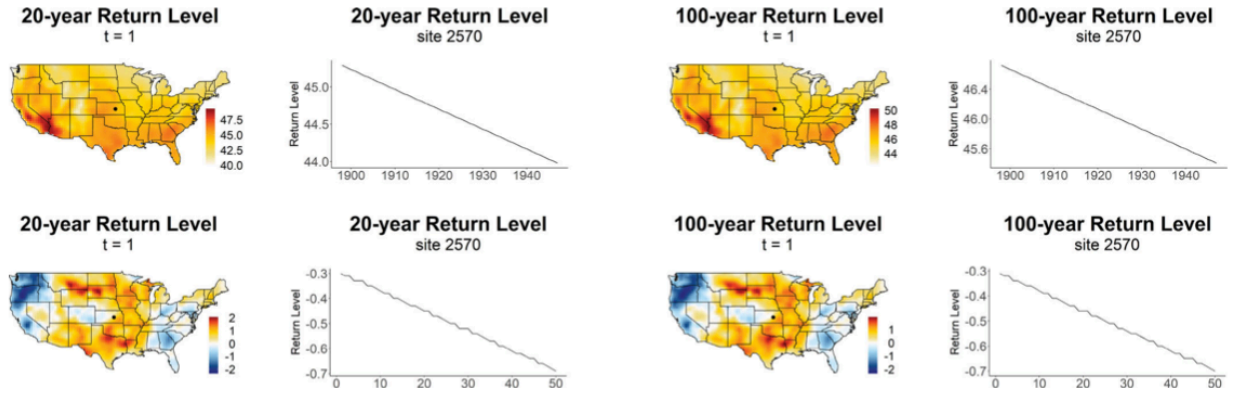 20-year Return Level
t = 1
47.5
45.0
42.5
40.0
20-year Return Level
site 2570
Return Level
45.0
44.5
44.0
1900 1910 1920 1930 1940
100-year Return Level
t = 1
50
48
46
44
100-year Return Level
site 2570
Return Level
46.4
46.0
45.6
1900 1910 1920 1930 1940
20-year Return Level
t = 1
2
1
0
-1
-2
20-year Return Level
site 2570
Return Level
-0.3
-0.4
-0.5
-0.6
-0.7
0 10 20 30 40 50
100-year Return Level
t = 1
1
0
-1
-2
100-year Return Level
site 2570
Return Level
-0.3
-0.4
-0.5
-0.6
-0.7
0 10 20 30 40 50